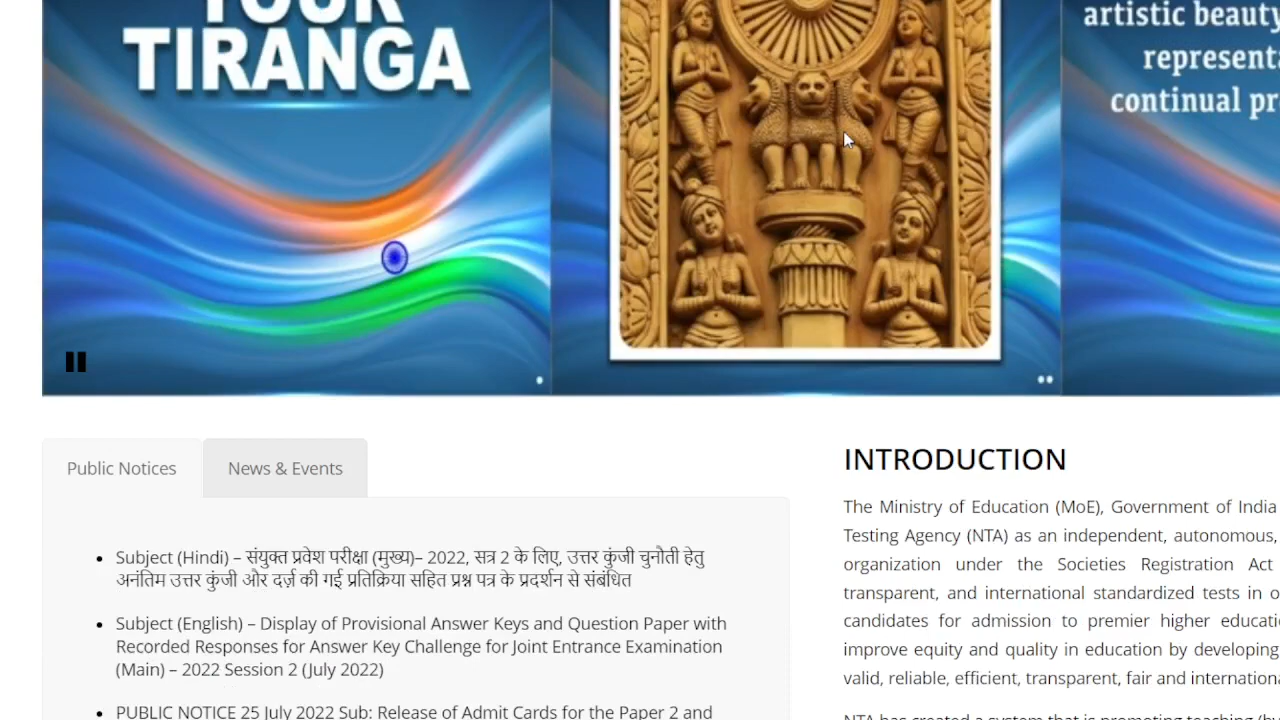 TIRANGA
artistic beauty
continual pr
Public Notices
News & Events
Subject (Hindi) – संयुक्त प्रवेश परीक्षा (मुख्य)– 2022, सत्र 2 के लिए, उत्तर कुंजी चुनौती हेतु
अनंतिम उत्तर कुंजी और दर्ज़ की गई प्रतिक्रिया सहित प्रश्न पत्र के प्रदर्शन से संबंधित
Subject (English) – Display of Provisional Answer Keys and Question Paper with
Recorded Responses for Answer Key Challenge for Joint Entrance Examination
(Main) – 2022 Session 2 (July 2022)
PUBLIC NOTICE 25 July 2022 Sub: Release of Admit Cards for the Paper 2 and
INTRODUCTION
The Ministry of Education (MoE), Government of India
Testing Agency (NTA) as an independent, autonomous,
organization under the Societies Registration Act
transparent, and international standardized tests in o
candidates for admission to premier higher educati
improve equity and quality in education by developing
valid, reliable, efficient, transparent, fair and internationa